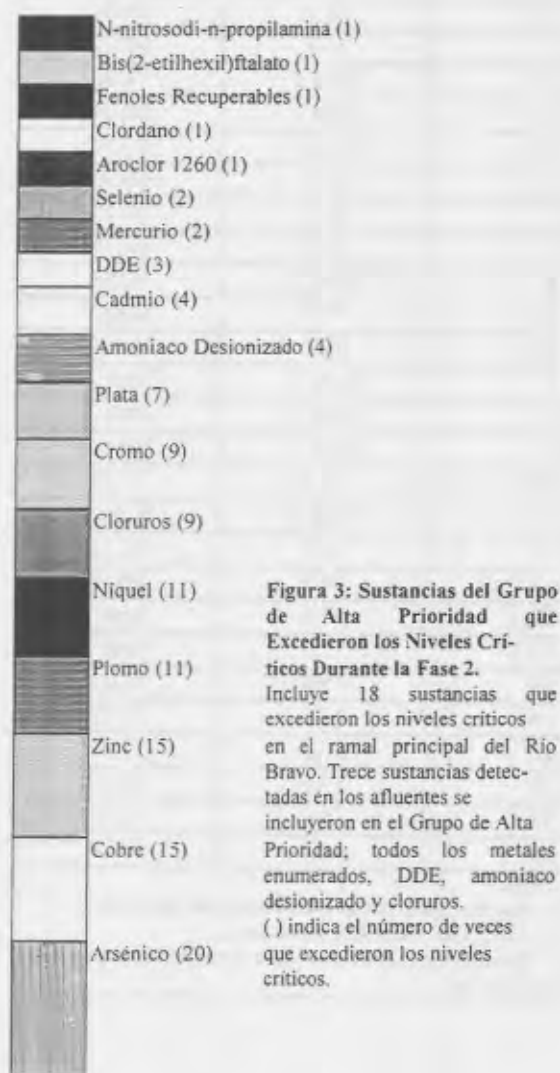 N-nitrosodi-n-propilamina (1)
Bis(2-etilhexil)ftalato (1)
Fenoles Recuperables (1)
Clordano (1)
Aroclor 1260 (1)
Selenio (2)
Mercurio (2)
DDE (3)
Cadmio (4)
Amoniaco Desionizado (4)
Plata (7)
Cromo (9)
Cloruros (9)
Níquel (11)
Plomo (11)
Zinc (15)
Cobre (15)
Arsénico (20)
Figura 3: Sustancias del Grupo
de Alta Prioridad que
Excedieron los Niveles Crí-
ticos Durante la Fase 2.
Incluye 18 sustancias que
excedieron los niveles críticos
en el ramal principal del Río
Bravo. Trece sustancias detec-
tadas en los afluentes se
incluyeron en el Grupo de Alta
Prioridad; todos los metales
enumerados, DDE, amoniaco
desionizado y cloruros.
( ) indica el número de veces
que excedieron los niveles
críticos.